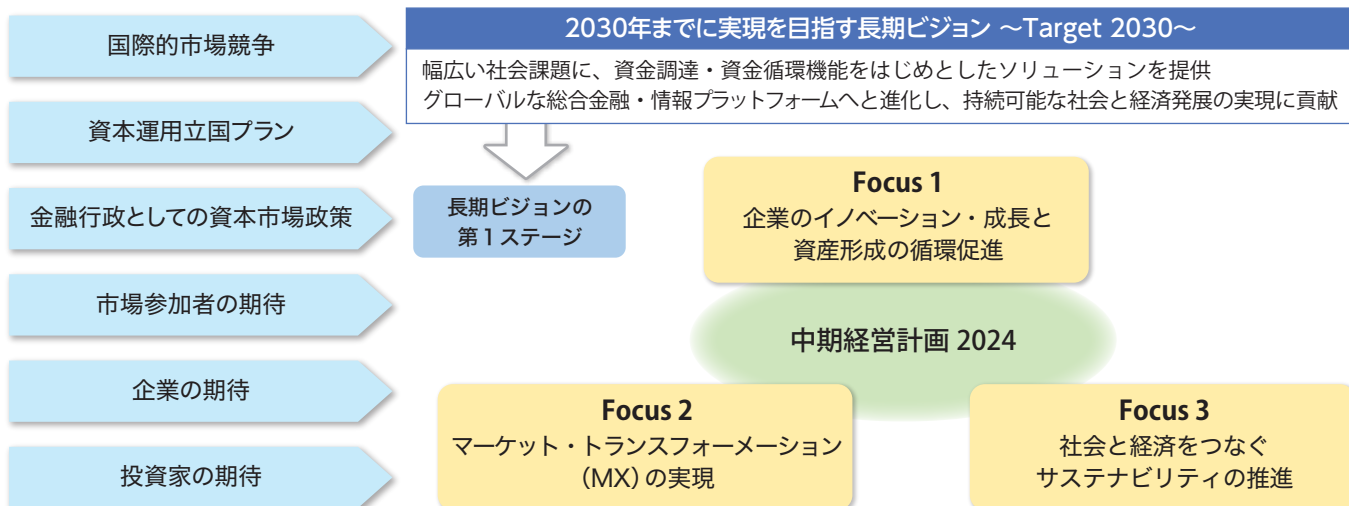 国際的市場競争
資本運用立国プラン
金融行政としての資本市場政策
市場参加者の期待
企業の期待
投資家の期待
2030年までに実現を目指す長期ビジョン ～Target 2030～
幅広い社会課題に、資金調達・資金循環機能をはじめとしたソリューションを提供
グローバルな総合金融・情報プラットフォームへと進化し、持続可能な社会と経済発展の実現に貢献
長期ビジョンの
第1ステージ
Focus 1
企業のイノベーション・成長と
資産形成の循環促進
中期経営計画 2024
Focus 2
マーケット・トランスフォーメーション
（MX）の実現
Focus 3
社会と経済をつなぐ
サステナビリティの推進